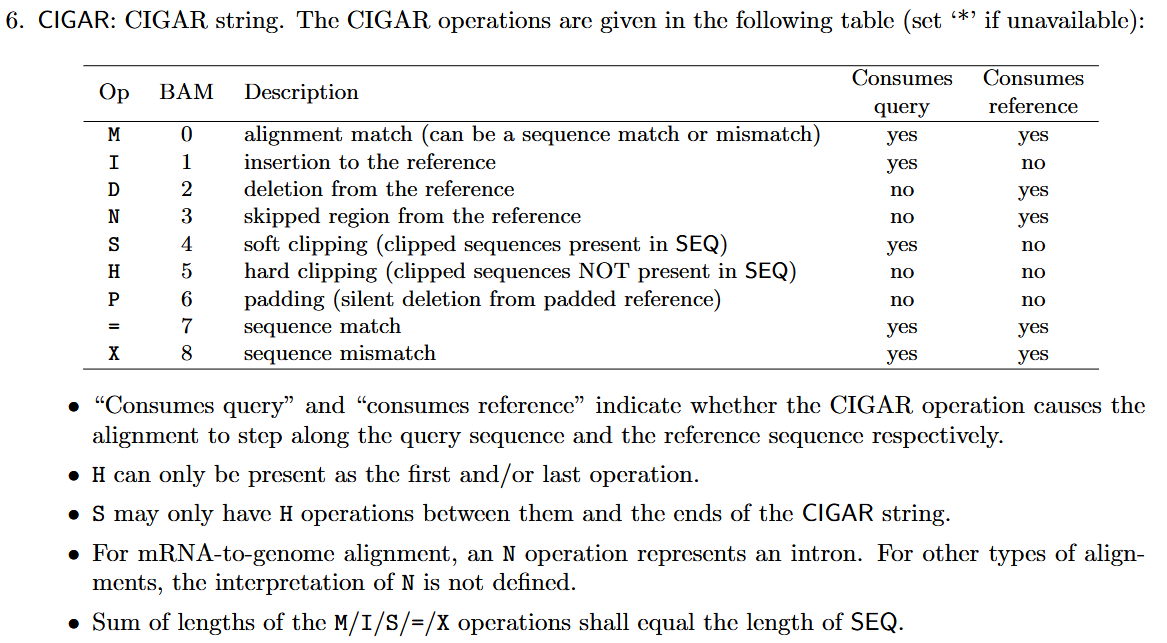 6. CIGAR: CIGAR string. The CIGAR operations are given in the following table (set ‘*’ if unavailable):
Op BAM Description Consumes query Consumes reference
M 0 alignment match (can be a sequence match or mismatch) yes yes
I 1 insertion to the reference yes no
D 2 deletion from the reference no yes
N 3 skipped region from the reference no yes
S 4 soft clipping (clipped sequences present in SEQ) yes no
H 5 hard clipping (clipped sequences NOT present in SEQ) no no
P 6 padding (silent deletion from padded reference) no no
= 7 sequence match yes yes
X 8 sequence mismatch yes yes
• “Consumes query” and “consumes reference” indicate whether the CIGAR operation causes the
alignment to step along the query sequence and the reference sequence respectively.
• H can only be present as the first and/or last operation.
• S may only have H operations between them and the ends of the CIGAR string.
• For mRNA-to-genome alignment, an N operation represents an intron. For other types of align-
ments, the interpretation of N is not defined.
• Sum of lengths of the M/I/S/=/X operations shall equal the length of SEQ.